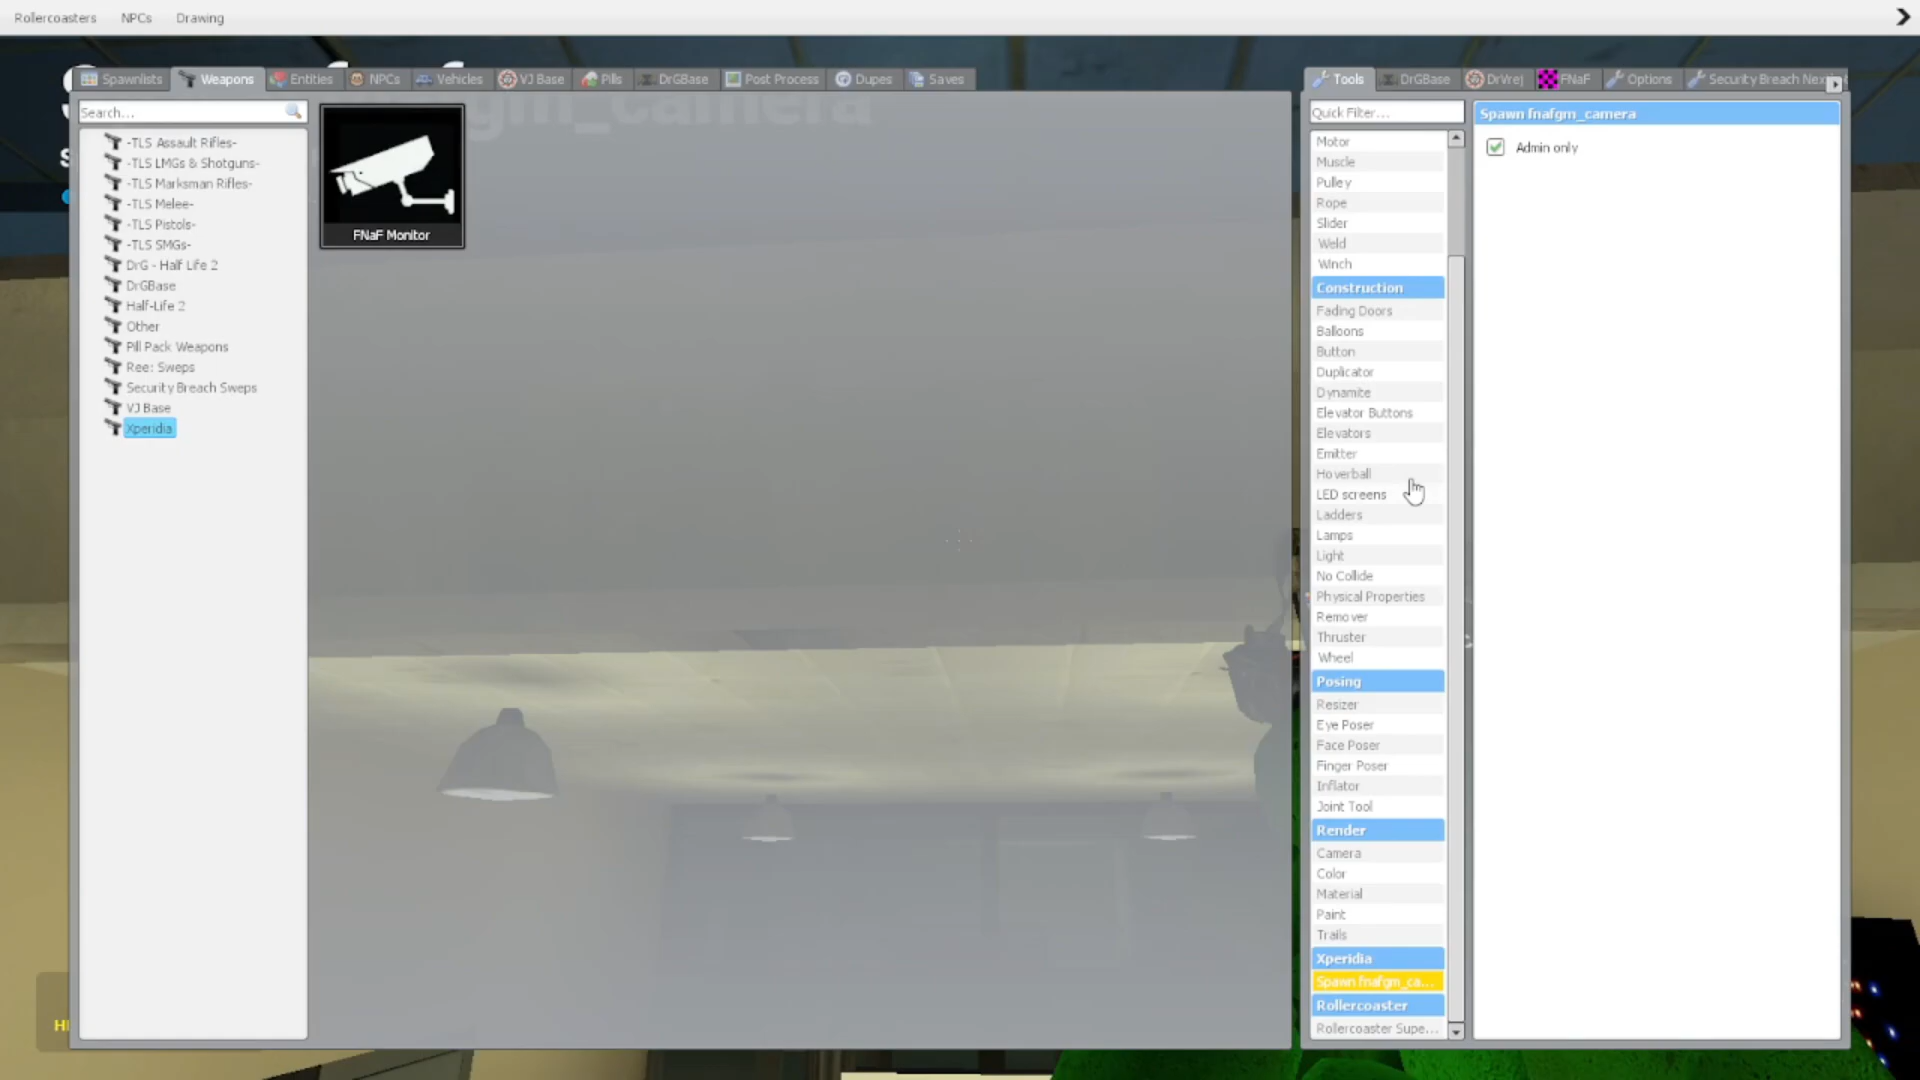 Rollercoasters NPCs Drawing
Spawnlists Weapons Entities NPCs Vehicles VJ Base Pills DrGBase Post Process Dupes Saves
Search...
-TLS Assault Rifles-
-TLS LMGs & Shotguns-
-TLS Marksman Rifles-
-TLS Melee-
-TLS Pistols-
-TLS SMGs-
DrG - Half Life 2
DrGBase
Half-Life 2
Other
Pill Pack Weapons
Ree: Sweeps
Security Breach Sweps
VJ Base
Xperidia
fnafgm_camera
FNaF Monitor
Tools DrGBase DrVrej FNaF Options Security Breach
Quick Filter...
Motor
Muscle
Pulley
Rope
Slider
Weld
Winch
Construction
Fading Doors
Balloons
Button
Duplicator
Dynamite
Elevator Buttons
Elevators
Emitter
Hoverball
LED screens
Ladders
Lamps
Light
No Collide
Physical Properties
Remover
Thruster
Wheel
Posing
Resizer
Eye Poser
Face Poser
Finger Poser
Inflator
Joint Tool
Render
Camera
Color
Material
Paint
Trails
Xperidia
Spawn fnafgm_ca...
Rollercoaster
Rollercoaster Supe...
Spawn fnafgm_camera
Admin only